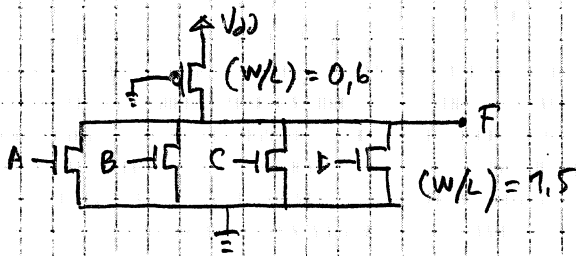 VDD
(W/L) = 0,6
F
A B C D
(W/L) = 1,5